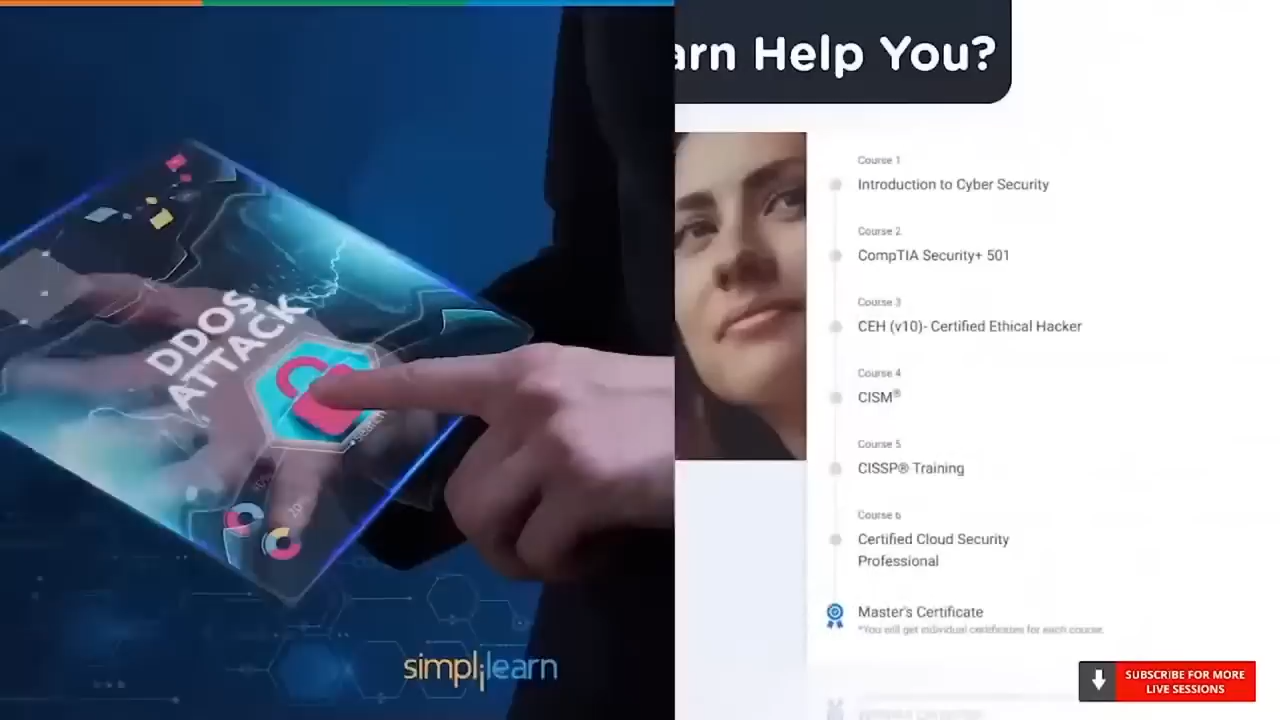 DDOS
ATTACK
simplilearn
arn Help You?
Course 1
Introduction to Cyber Security
Course 2
CompTIA Security+ 501
Course 3
CEH (v10)- Certified Ethical Hacker
Course 4
CISM®
Course 5
CISSP® Training
Course 6
Certified Cloud Security
Professional
Master's Certificate
*You will get individual certificates for each course.
SUBSCRIBE FOR MORE
LIVE SESSIONS